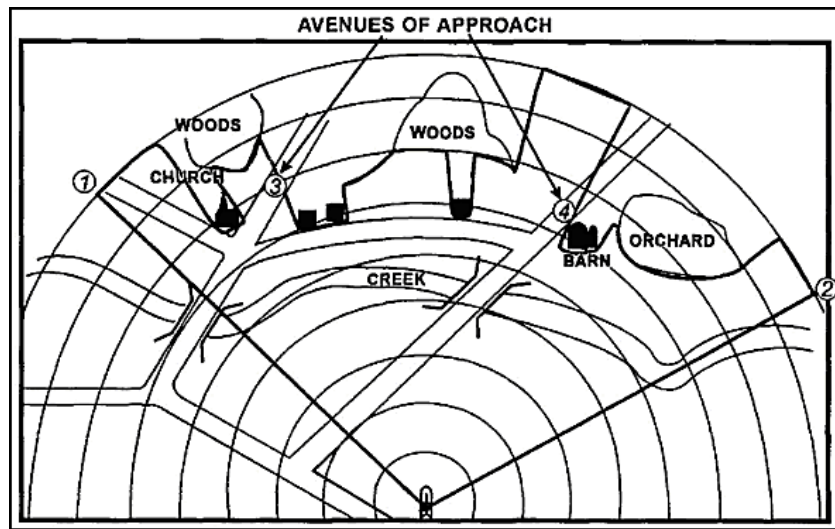 AVENUES OF APPROACH
WOODS
WOODS
1
CHURCH
3
4
ORCHARD
BARN
CREEK
2